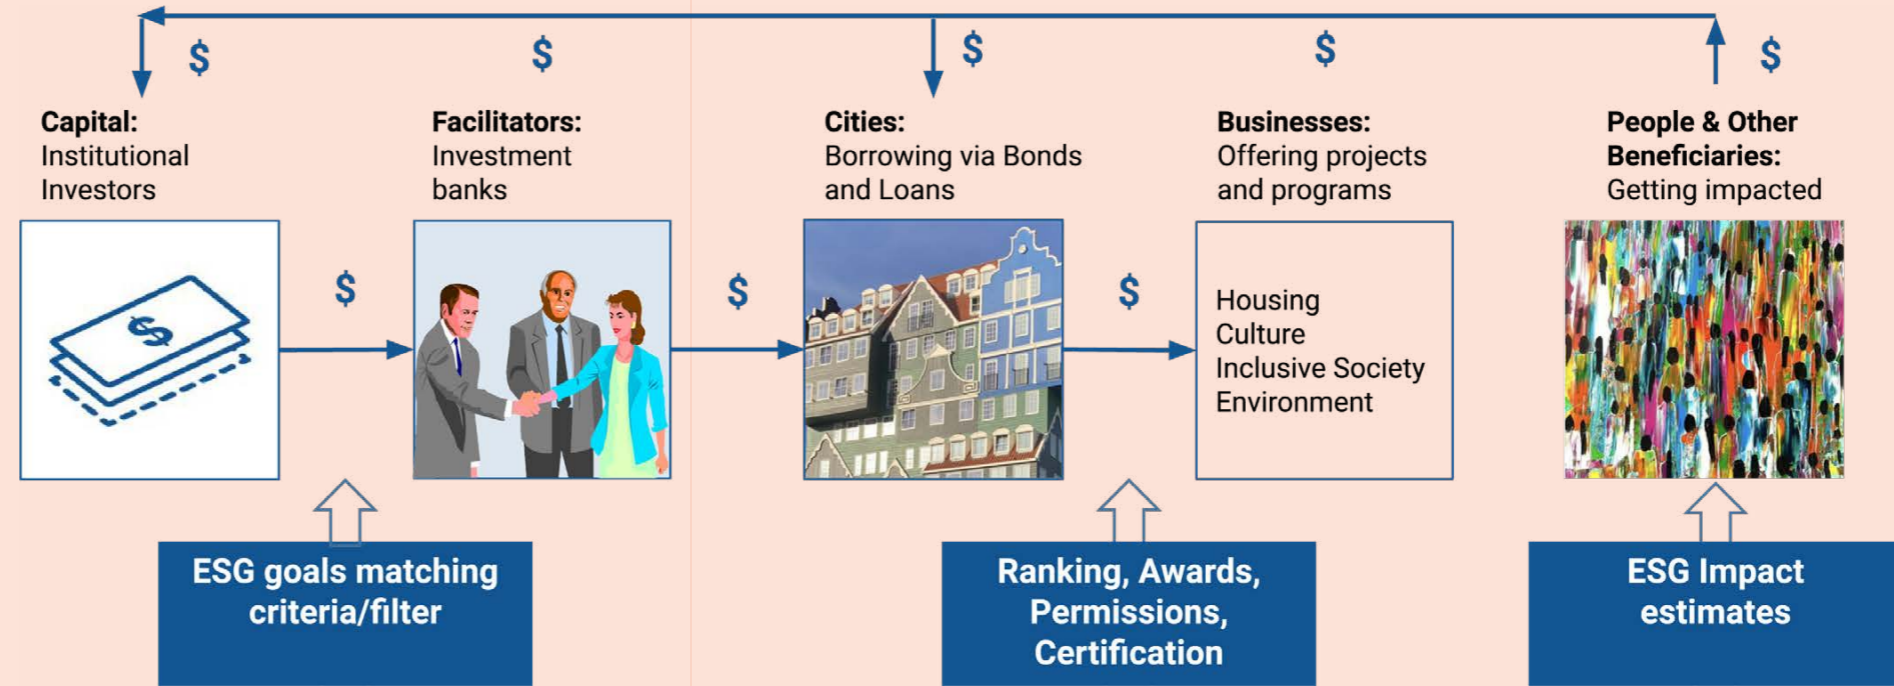 $ $ $ $ $
Capital:
Institutional
Investors
Facilitators:
Investment
banks
Cities:
Borrowing via Bonds
and Loans
Businesses:
Offering projects
and programs
People & Other
Beneficiaries:
Getting impacted
$
$
$
$
Housing
Culture
Inclusive Society
Environment
ESG goals matching
criteria/filter
Ranking, Awards,
Permissions,
Certification
ESG Impact
estimates